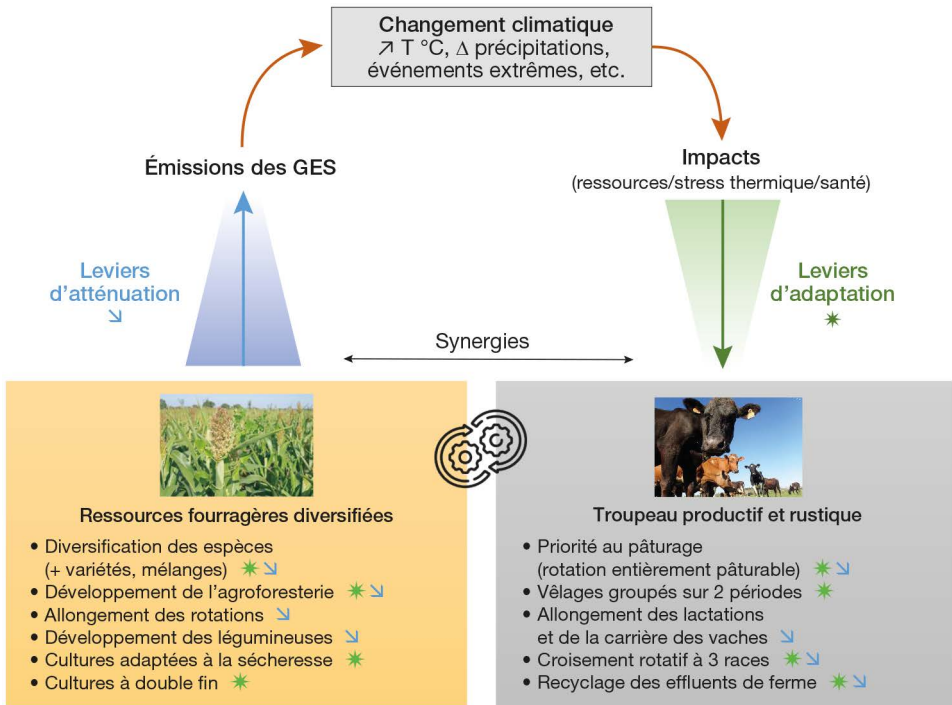 Changement climatique
↗ T °C, Δ précipitations,
événements extrêmes, etc.
Émissions des GES
Impacts
(ressources/stress thermique/santé)
Leviers
d'atténuation
↘
Leviers
d'adaptation
✷
Synergies
Ressources fourragères diversifiées
• Diversification des espèces
(+ variétés, mélanges) ✷ ↘
• Développement de l'agroforesterie ✷ ↘
• Allongement des rotations ↘
• Développement des légumineuses ↘
• Cultures adaptées à la sécheresse ✷
• Cultures à double fin ✷
Troupeau productif et rustique
• Priorité au pâturage
(rotation entièrement pâturable) ✷ ↘
• Vêlages groupés sur 2 périodes ✷
• Allongement des lactations
et de la carrière des vaches ↘
• Croisement rotatif à 3 races ✷ ↘
• Recyclage des effluents de ferme ✷ ↘